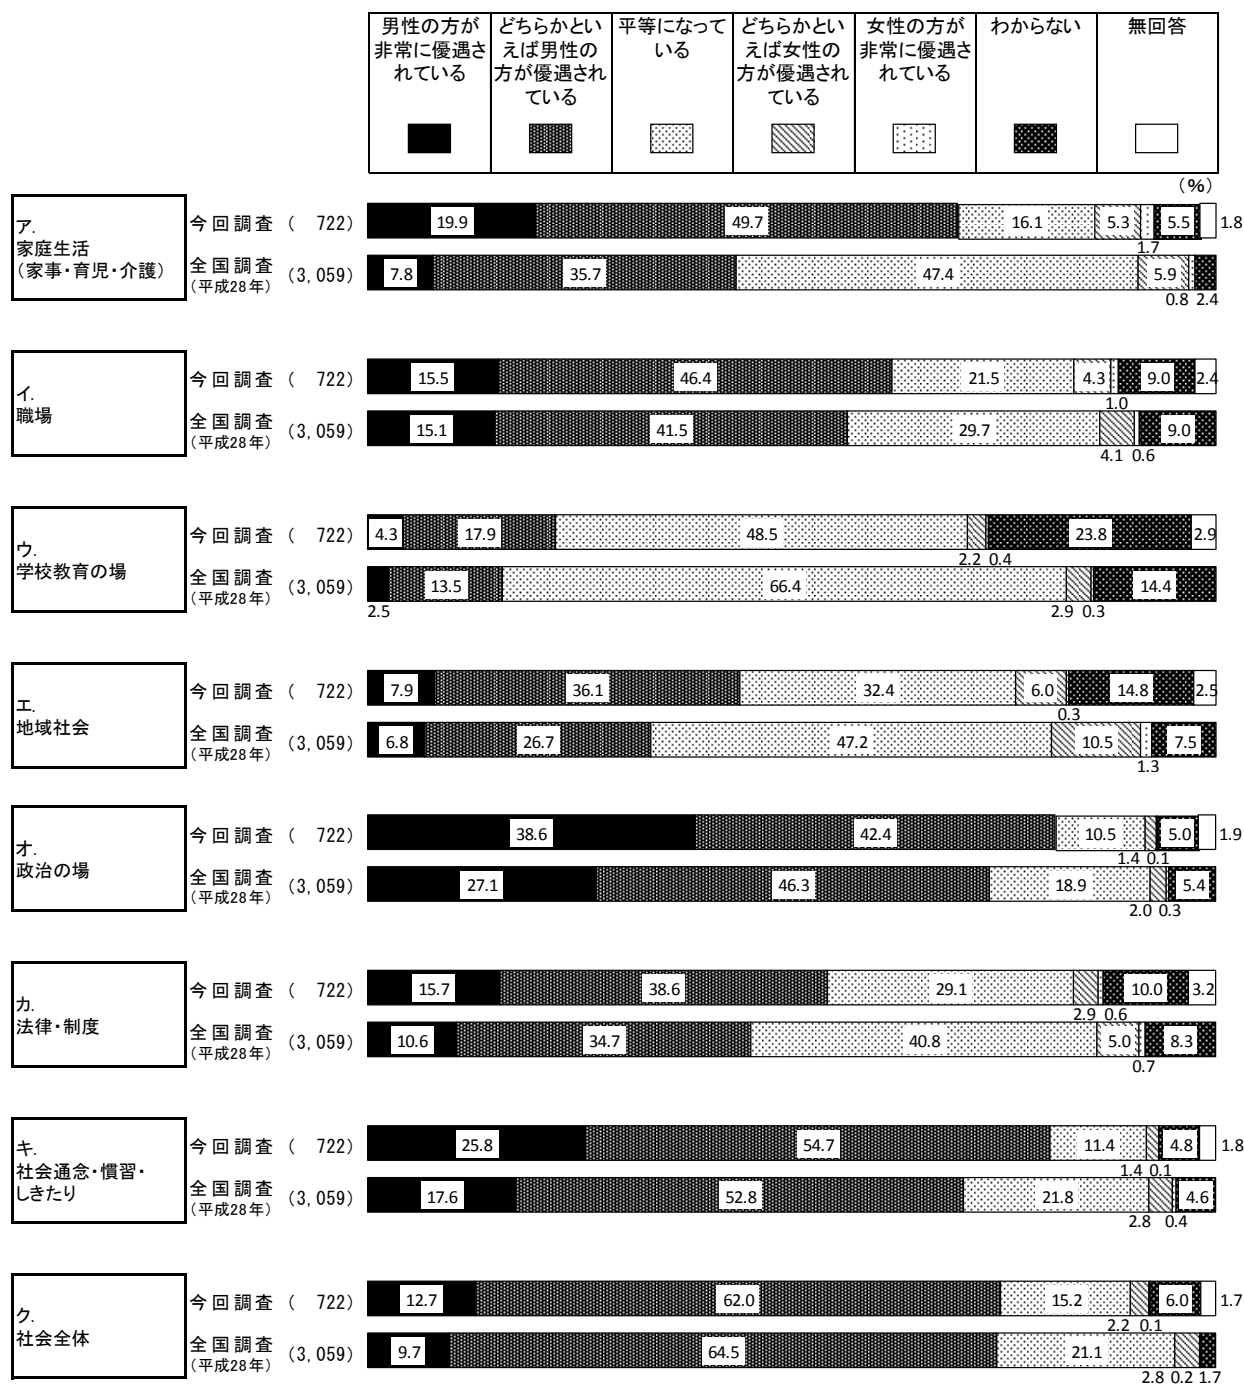 男性の方が
非常に優遇さ
れている
どちらかとい
えば男性の
方が優遇され
ている
平等になって
いる
どちらかとい
えば女性の
方が優遇され
ている
女性の方が
非常に優遇さ
れている
わからない
無回答
(%)
ア.
家庭生活
(家事・育児・介護)
今回調査 ( 722)
19.9 49.7 16.1 5.3 5.5 1.8
1.7
全国調査 (3,059)
(平成28年)
7.8 35.7 47.4 5.9
0.8 2.4
イ.
職場
今回調査 ( 722)
15.5 46.4 21.5 4.3 9.0 2.4
1.0
全国調査 (3,059)
(平成28年)
15.1 41.5 29.7 9.0
4.1 0.6
ウ.
学校教育の場
今回調査 ( 722)
4.3 17.9 48.5 23.8 2.9
2.2 0.4
全国調査 (3,059)
(平成28年)
13.5 66.4 14.4
2.5 2.9 0.3
エ.
地域社会
今回調査 ( 722)
7.9 36.1 32.4 6.0 14.8 2.5
0.3
全国調査 (3,059)
(平成28年)
6.8 26.7 47.2 10.5 7.5
1.3
オ.
政治の場
今回調査 ( 722)
38.6 42.4 10.5 5.0 1.9
1.4 0.1
全国調査 (3,059)
(平成28年)
27.1 46.3 18.9 5.4
2.0 0.3
カ.
法律・制度
今回調査 ( 722)
15.7 38.6 29.1 10.0 3.2
2.9 0.6
全国調査 (3,059)
(平成28年)
10.6 34.7 40.8 5.0 8.3
0.7
キ.
社会通念・慣習・
しきたり
今回調査 ( 722)
25.8 54.7 11.4 4.8 1.8
1.4 0.1
全国調査 (3,059)
(平成28年)
17.6 52.8 21.8 4.6
2.8 0.4
ク.
社会全体
今回調査 ( 722)
12.7 62.0 15.2 6.0 1.7
2.2 0.1
全国調査 (3,059)
(平成28年)
9.7 64.5 21.1
2.8 0.2 1.7